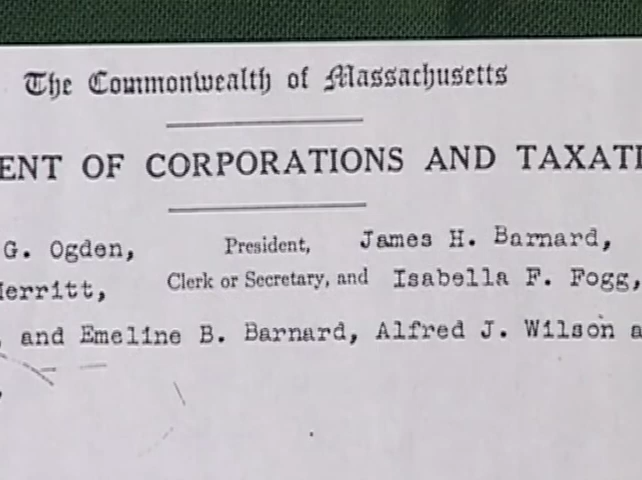 The Commonwealth of Massachusetts
ENT OF CORPORATIONS AND TAXATI
G. Ogden, President, James H. Barnard,
Merritt, Clerk or Secretary, and Isabella F. Fogg,
, and Emeline B. Barnard, Alfred J. Wilson a